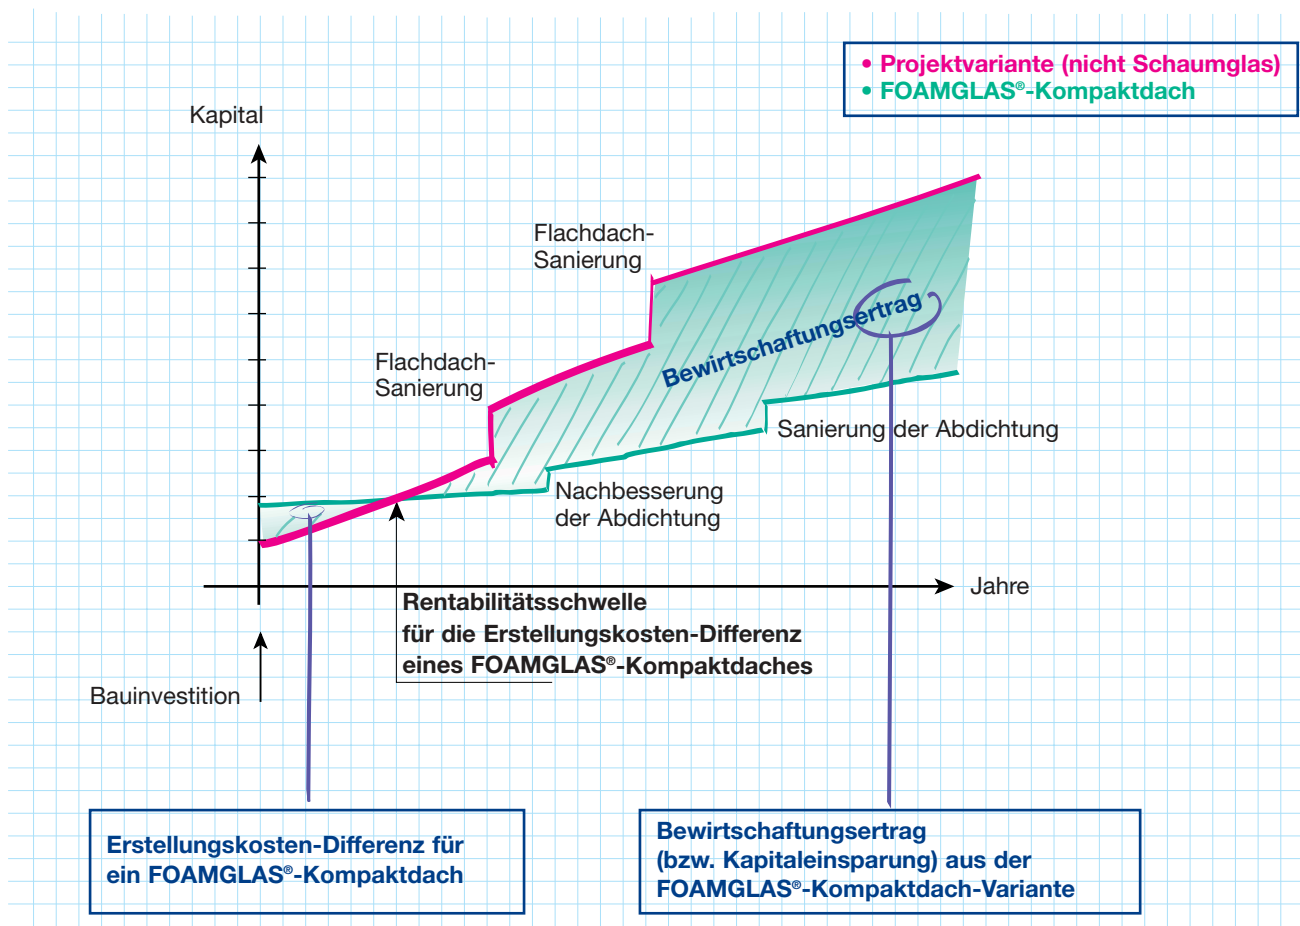 • Projektvariante (nicht Schaumglas)
• FOAMGLAS®-Kompaktdach
Kapital
Flachdach-
Sanierung
Flachdach-
Sanierung
Bewirtschaftungsertrag
Sanierung der Abdichtung
Nachbesserung
der Abdichtung
Jahre
Rentabilitätsschwelle
für die Erstellungskosten-Differenz
eines FOAMGLAS®-Kompaktdaches
Bauinvestition
Erstellungskosten-Differenz für
ein FOAMGLAS®-Kompaktdach
Bewirtschaftungsertrag
(bzw. Kapitaleinsparung) aus der
FOAMGLAS®-Kompaktdach-Variante